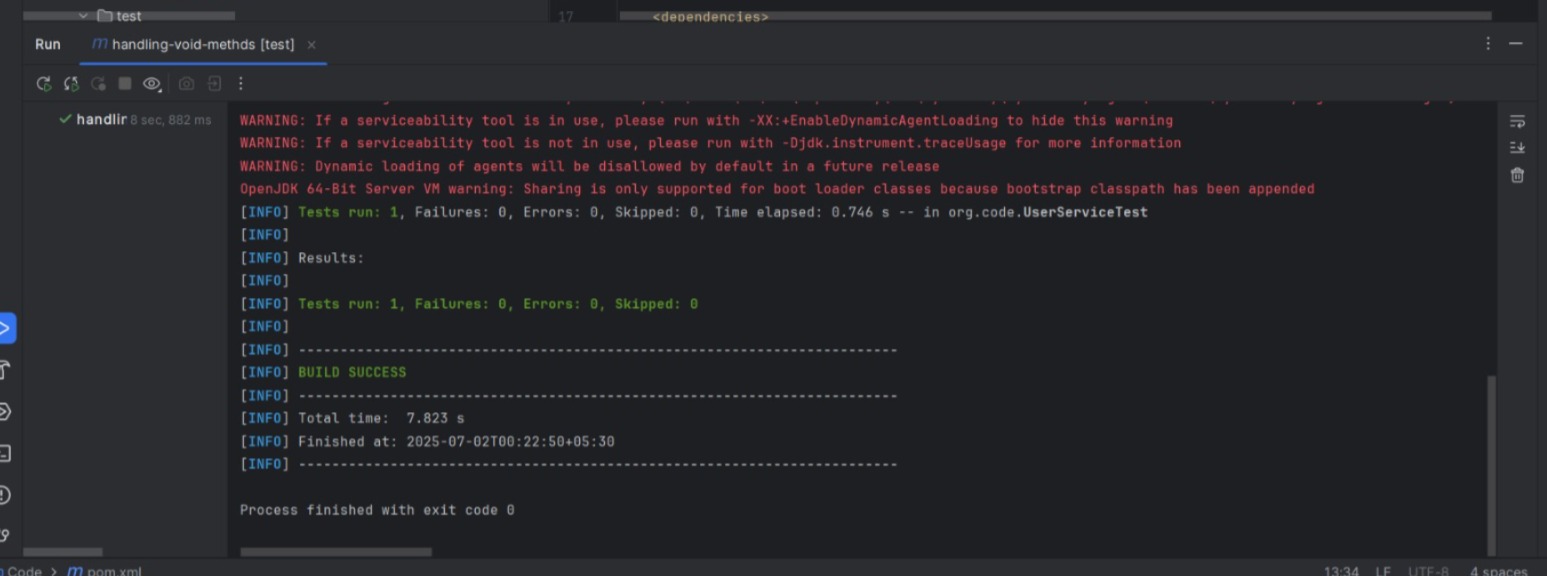 test
17 <dependencies>
Run m handling-void-methds [test]
handlir 8 sec, 882 ms
WARNING: If a serviceability tool is in use, please run with -XX:+EnableDynamicAgentLoading to hide this warning
WARNING: If a serviceability tool is not in use, please run with -Djdk.instrument.traceUsage for more information
WARNING: Dynamic loading of agents will be disallowed by default in a future release
OpenJDK 64-Bit Server VM warning: Sharing is only supported for boot loader classes because bootstrap classpath has been appended
[INFO] Tests run: 1, Failures: 0, Errors: 0, Skipped: 0, Time elapsed: 0.746 s -- in org.code.UserServiceTest
[INFO]
[INFO] Results:
[INFO]
[INFO] Tests run: 1, Failures: 0, Errors: 0, Skipped: 0
[INFO]
[INFO] ------------------------------------------------------------------------
[INFO] BUILD SUCCESS
[INFO] ------------------------------------------------------------------------
[INFO] Total time:  7.823 s
[INFO] Finished at: 2025-07-02T00:22:50+05:30
[INFO] ------------------------------------------------------------------------
Process finished with exit code 0
Code > m pom.xml 13:34 LF UTF-8 4 spaces